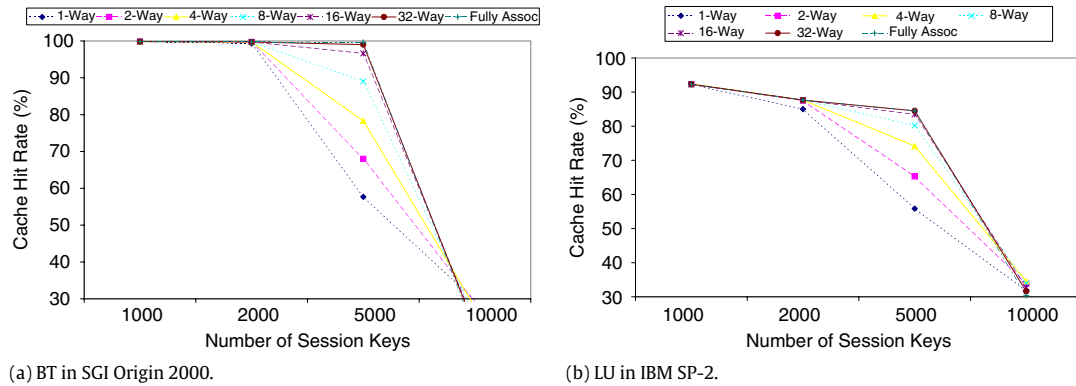 1-Way 2-Way 4-Way 8-Way 16-Way 32-Way Fully Assoc
100
90
80
70
60
50
40
30
Cache Hit Rate (%)
1000 2000 5000 10000
Number of Session Keys
(a) BT in SGI Origin 2000.
1-Way 2-Way 4-Way 8-Way
16-Way 32-Way Fully Assoc
100
90
80
70
60
50
40
30
Cache Hit Rate (%)
1000 2000 5000 10000
Number of Session Keys
(b) LU in IBM SP-2.